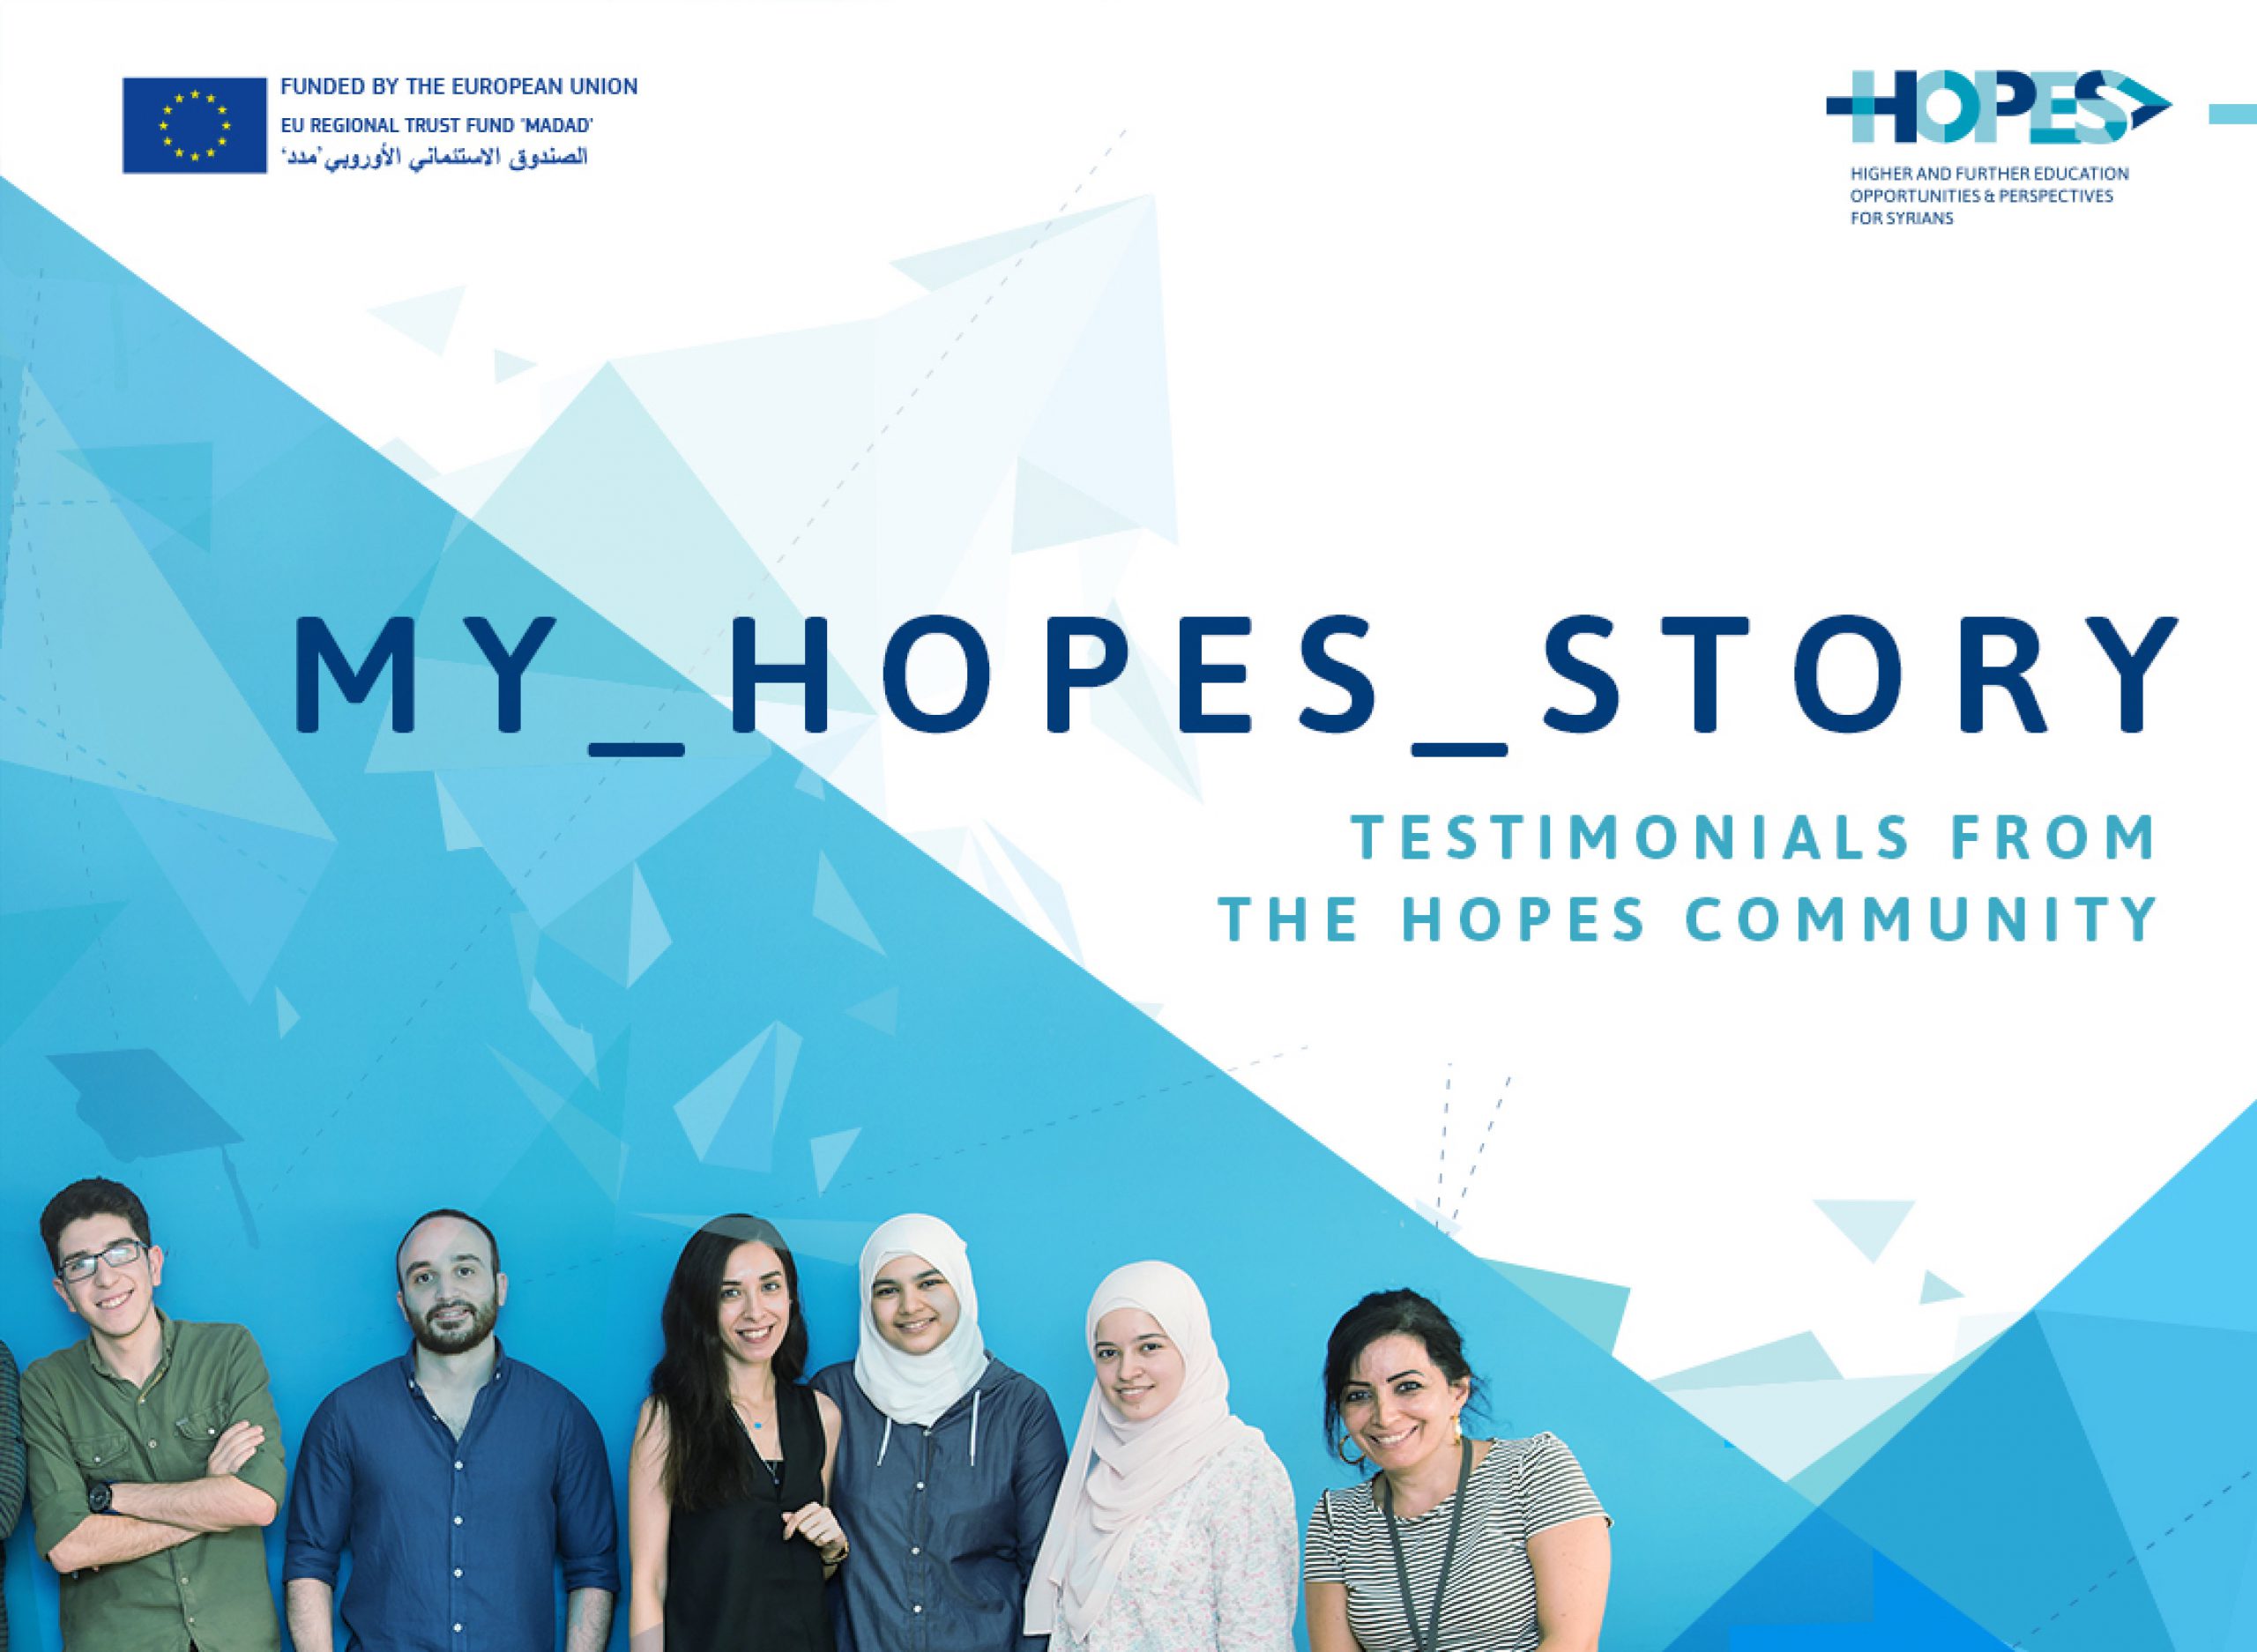 FUNDED BY THE EUROPEAN UNION
EU REGIONAL TRUST FUND 'MADAD'
الصندوق الاستئماني الأوروبي 'مدد'
HOPES
HIGHER AND FURTHER EDUCATION
OPPORTUNITIES & PERSPECTIVES
FOR SYRIANS
MY_HOPES_STORY
TESTIMONIALS FROM
THE HOPES COMMUNITY